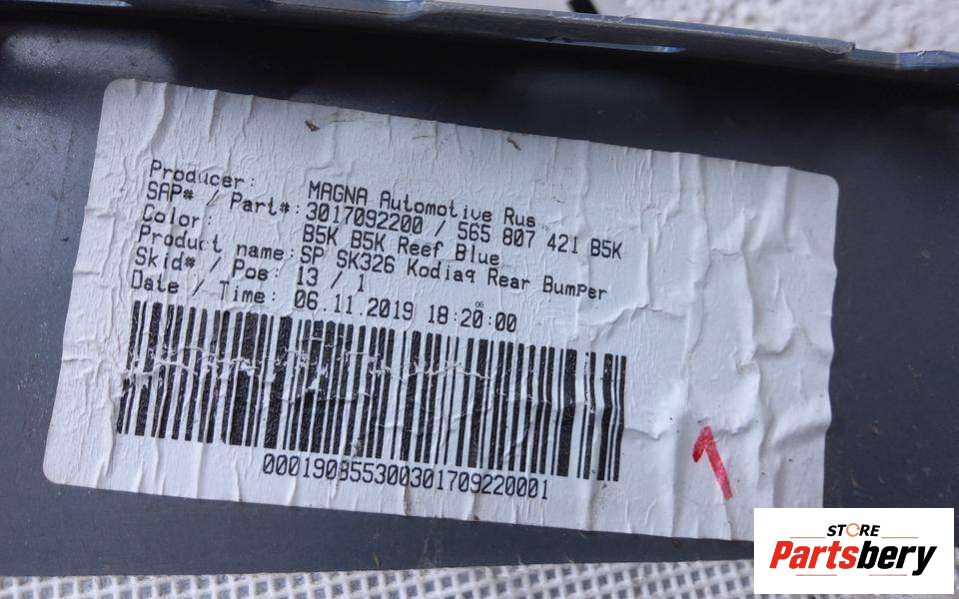 Producer: MAGNA Automotive Rus
SAP# / Part#: 3017092200 / 565 807 421 B5K
Color: B5K B5K Reef Blue
Product name: SP SK326 Kodiaq Rear Bumper
Skid# / Pos: 13 / 1
Date / Time: 06.11.2019 18:20:00
000190855300301709220001
1
STORE
Partsbery